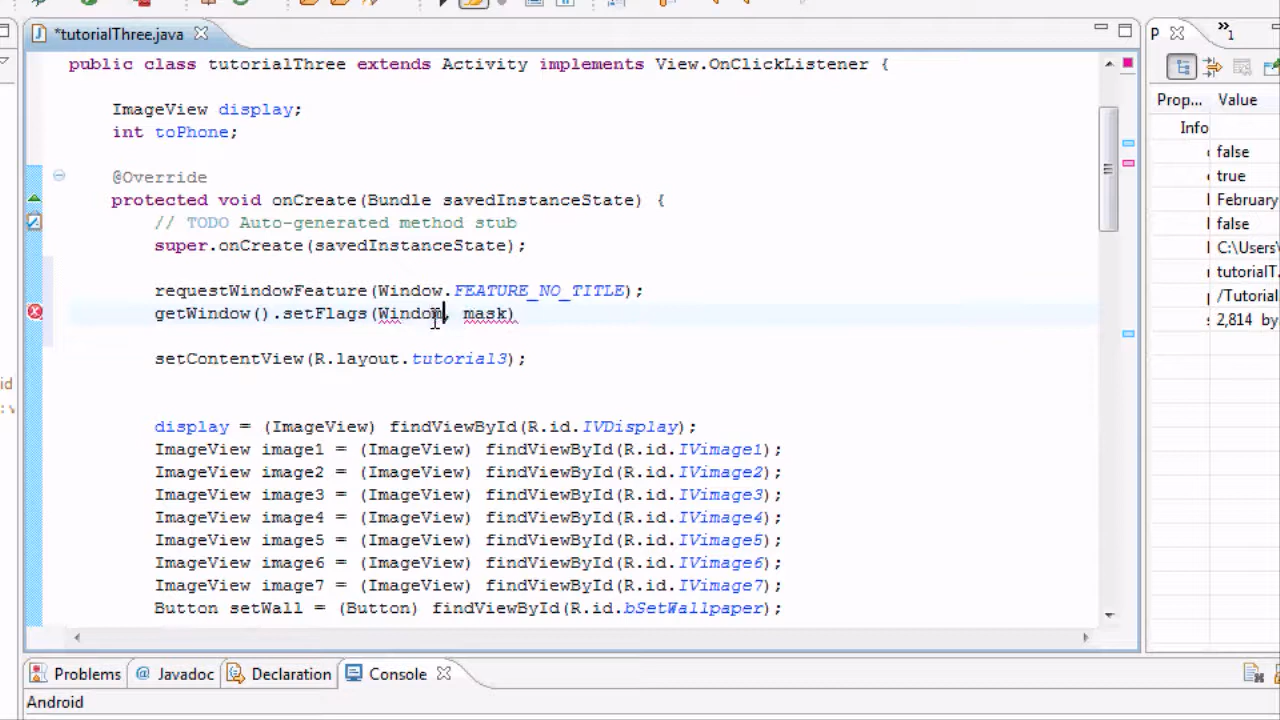 *tutorialThree.java
1
public class tutorialThree extends Activity implements View.OnClickListener {
ImageView display;
int toPhone;
@Override
protected void onCreate(Bundle savedInstanceState) {
// TODO Auto-generated method stub
super.onCreate(savedInstanceState);
requestWindowFeature(Window.FEATURE_NO_TITLE);
getWindow().setFlags(Window, mask)
setContentView(R.layout.tutorial3);
display = (ImageView) findViewById(R.id.IVDisplay);
ImageView image1 = (ImageView) findViewById(R.id.IVimage1);
ImageView image2 = (ImageView) findViewById(R.id.IVimage2);
ImageView image3 = (ImageView) findViewById(R.id.IVimage3);
ImageView image4 = (ImageView) findViewById(R.id.IVimage4);
ImageView image5 = (ImageView) findViewById(R.id.IVimage5);
ImageView image6 = (ImageView) findViewById(R.id.IVimage6);
ImageView image7 = (ImageView) findViewById(R.id.IVimage7);
Button setWall = (Button) findViewById(R.id.bSetWallpaper);
P
Prop... Value
Info
false
true
February
false
C:\Users\
tutorialT.
/Tutorial
2,814 by
id
Problems @ Javadoc Declaration Console
Android